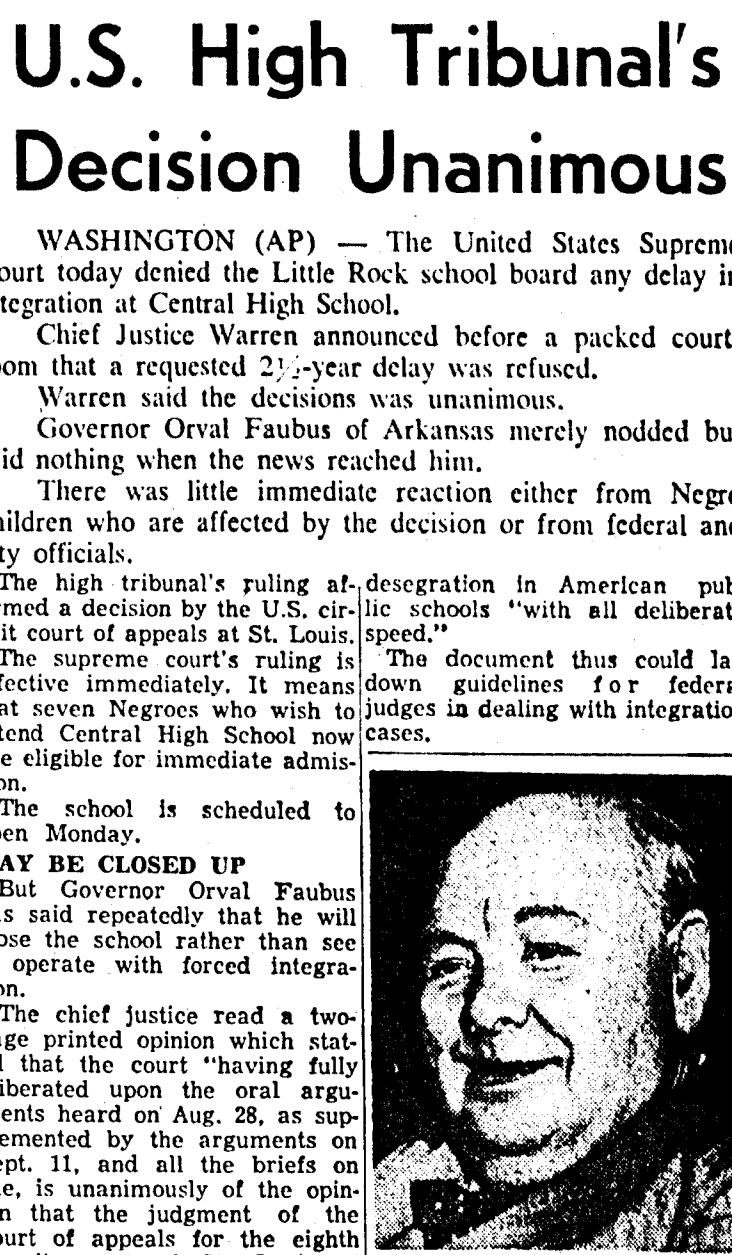 U.S. High Tribunal's
Decision Unanimous
WASHINGTON (AP) — The United States Suprem
ourt today denied the Little Rock school board any delay in
tegration at Central High School.
Chief Justice Warren announced before a packed court-
oom that a requested 2½-year delay was refused.
Warren said the decisions was unanimous.
Governor Orval Faubus of Arkansas merely nodded bu
id nothing when the news reached him.
There was little immediate reaction either from Negro
hildren who are affected by the decision or from federal and
ty officials.
The high tribunal's ruling af-
rmed a decision by the U.S. cir-
it court of appeals at St. Louis.
The supreme court's ruling is
fective immediately. It means
at seven Negroes who wish to
tend Central High School now
e eligible for immediate admis-
on.
The school is scheduled to
pen Monday.
AY BE CLOSED UP
But Governor Orval Faubus
s said repeatedly that he will
ose the school rather than see
operate with forced integra-
on.
The chief justice read a two-
ge printed opinion which stat-
d that the court "having fully
liberated upon the oral argu-
ents heard on Aug. 28, as sup-
emented by the arguments on
ept. 11, and all the briefs on
le, is unanimously of the opin-
n that the judgment of the
ourt of appeals for the eighth
desegration in American pub
lic schools "with all deliberat
speed."
The document thus could la
down guidelines for federa
judges in dealing with integratio
cases.